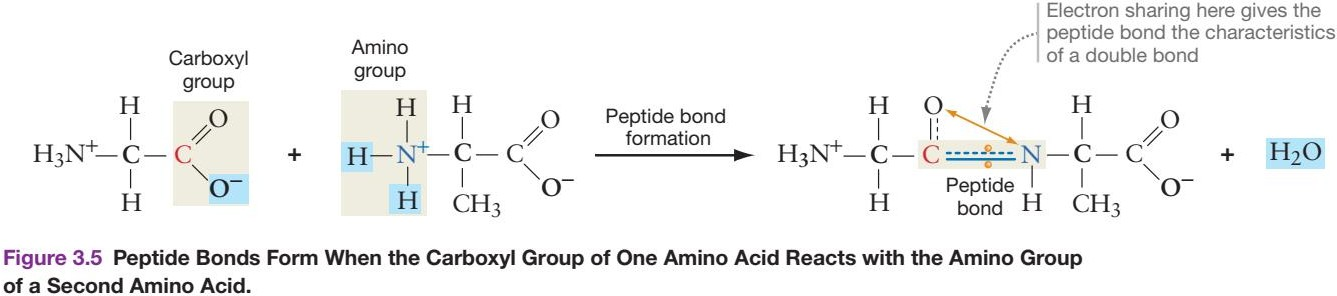 Electron sharing here gives the
peptide bond the characteristics
of a double bond
Carboxyl
group
Amino
group
Peptide bond
formation
H
O
H3N+—C—C
O−
H
+
H
H
H—N+—C—C
O
O−
H
CH3
H
O
H
O
H3N+—C—C
N—C—C
O−
H
Peptide
bond
H
CH3
+
H2O
Figure 3.5 Peptide Bonds Form When the Carboxyl Group of One Amino Acid Reacts with the Amino Group
of a Second Amino Acid.